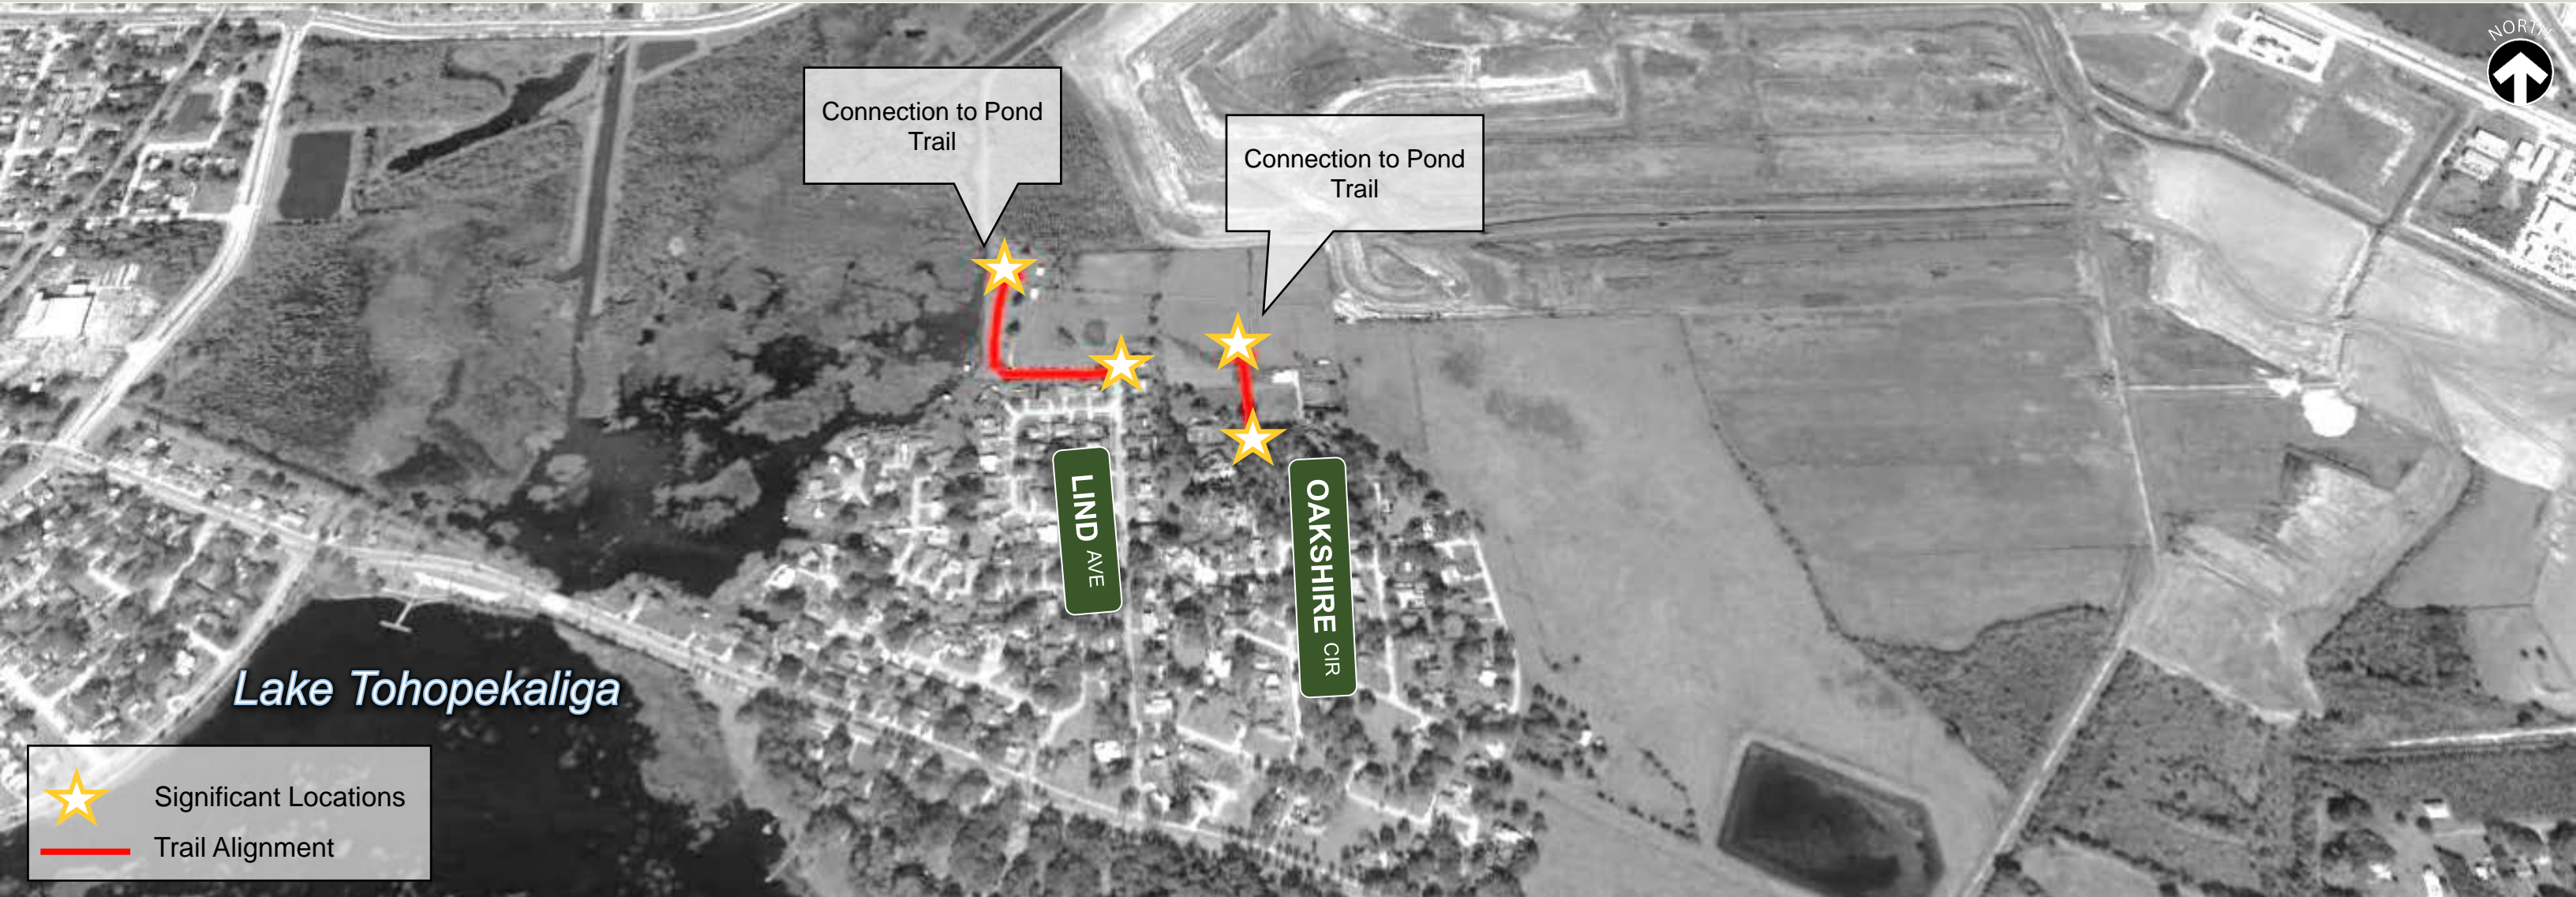 NORTH
Connection to Pond
Trail
Connection to Pond
Trail
LIND AVE
OAKSHIRE CIR
Lake Tohopekaliga
Significant Locations
Trail Alignment